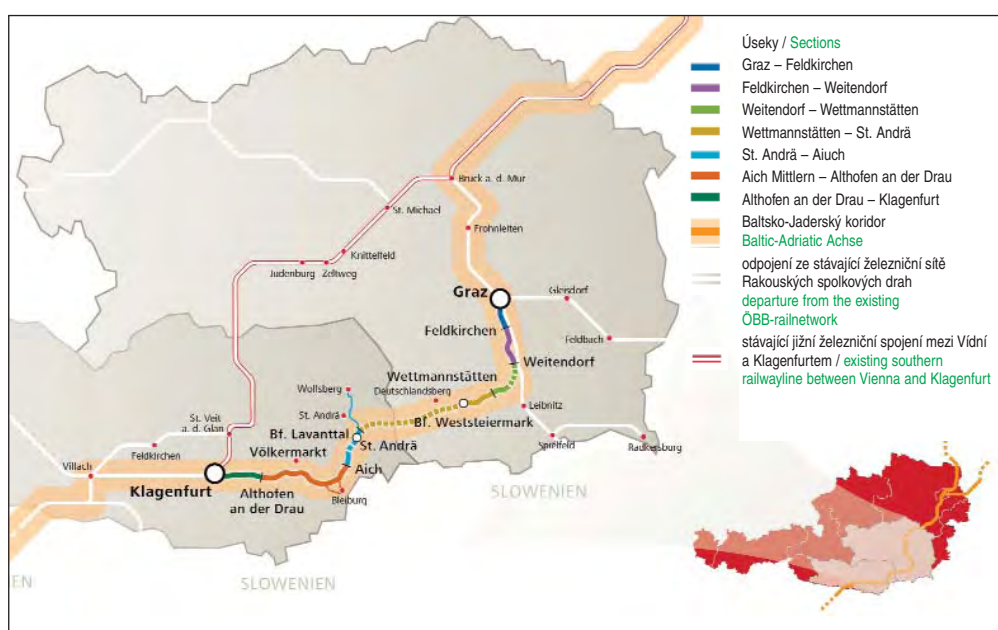 Úseky / Sections
Graz – Feldkirchen
Feldkirchen – Weitendorf
Weitendorf – Wettmannstätten
Wettmannstätten – St. Andrä
St. Andrä – Aiuch
Aich Mittlern – Althofen an der Drau
Althofen an der Drau – Klagenfurt
Baltsko-Jaderský koridor
Baltic-Adriatic Achse
odpojení ze stávající železniční sítě
Rakouských spolkových drah
departure from the existing
ÖBB-railnetwork
stávající jižní železniční spojení mezi Vídní
a Klagenfurtem / existing southern
railwayline between Vienna and Klagenfurt
Bruck a. d. Mur
St. Michael
Frohnleiten
Knittelfeld
Judenburg
Zeltweg
Graz
Gleisdorf
Feldkirchen
Feldbach
Weitendorf
Wettmannstätten
Deutschlandsberg
Wolfsberg
Leibnitz
St. Andrä
Bf. Weststeiermark
St. Veit
a. d. Glan
Bf. Lavanttal
St. Andrä
Spielfeld
Radkersburg
Feldkirchen
Völkermarkt
Villach
Aich
Klagenfurt
Althofen
an der Drau
Bleiburg
SLOWENIEN
SLOWENIEN
EN